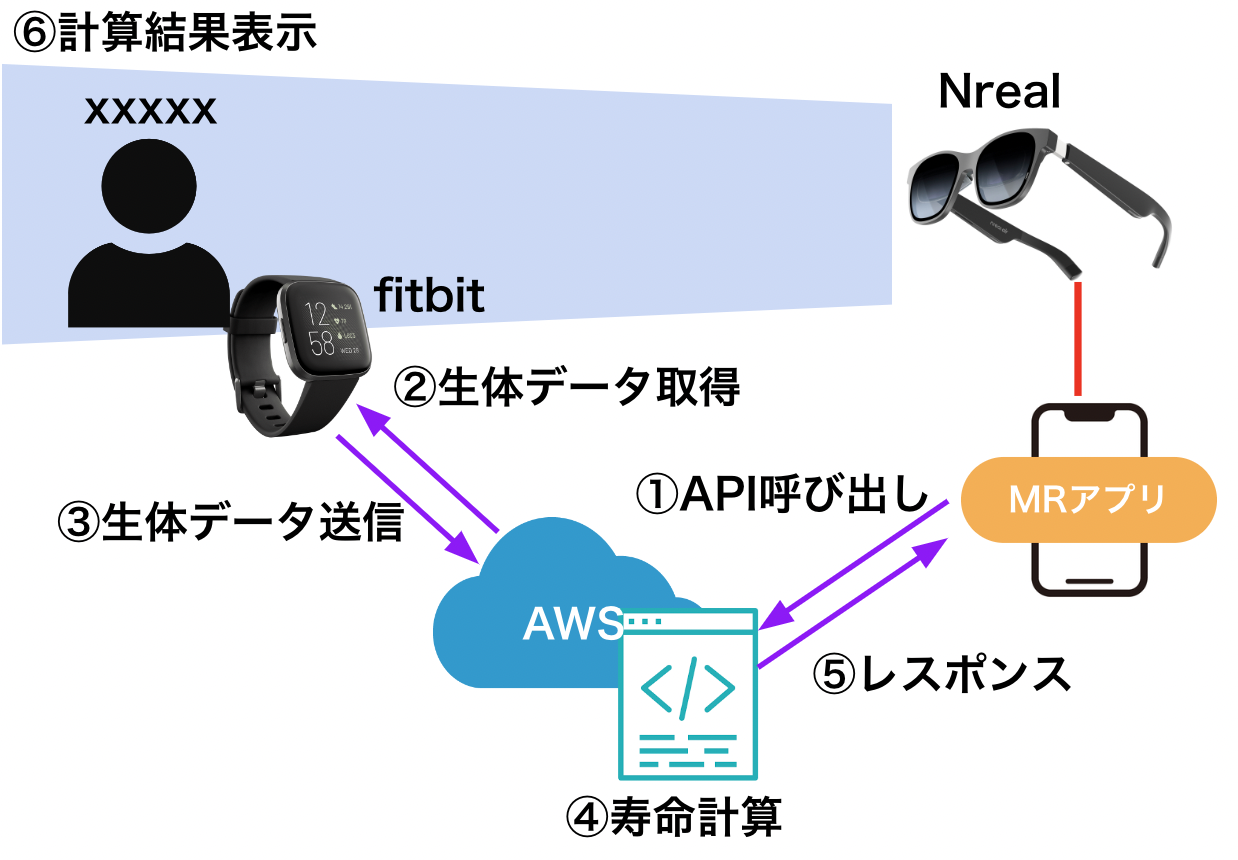 ⑥計算結果表示
xxxxx
Nreal
fitbit
12
58
WED 28
②生体データ取得
①API呼び出し
MRアプリ
③生体データ送信
AWS
</>
⑤レスポンス
④寿命計算